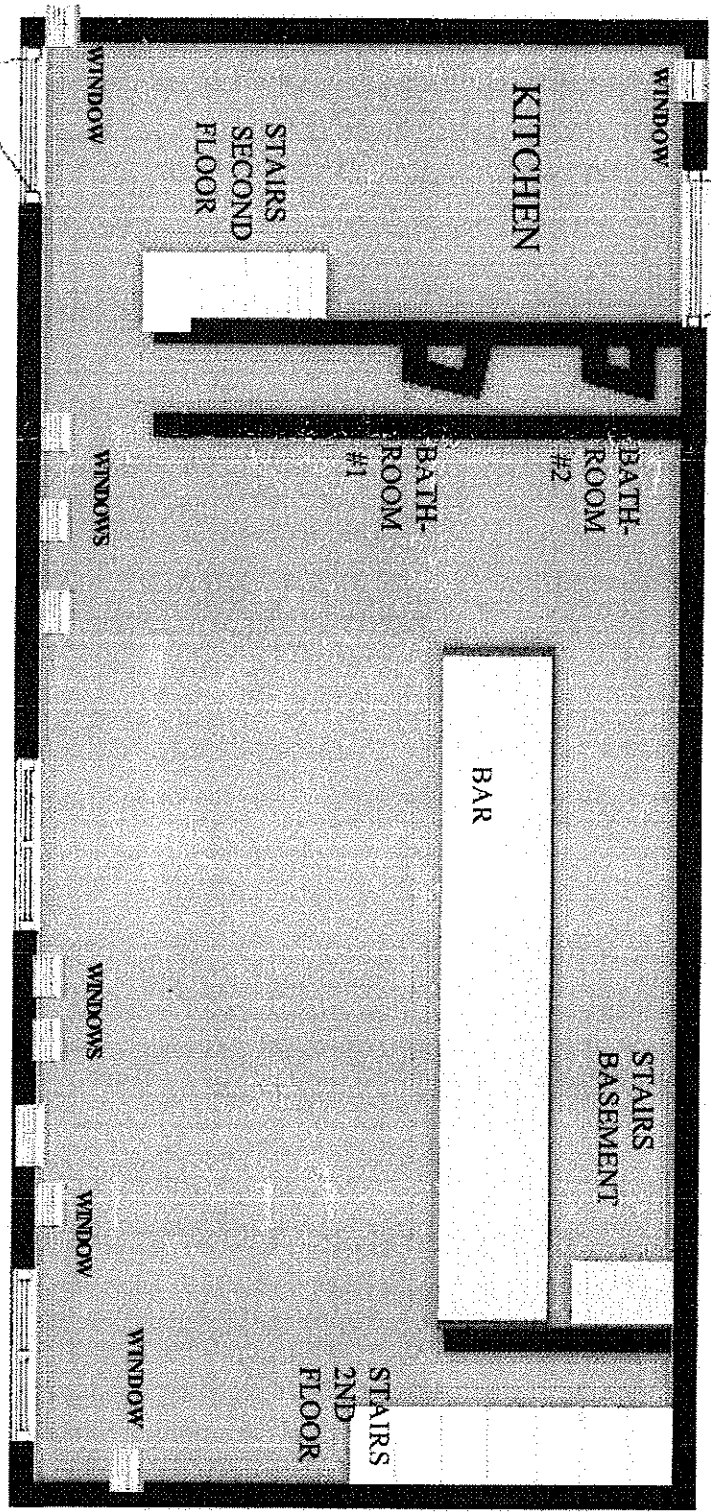 WINDOW
KITCHEN
BATH-
ROOM
#2
STAIRS
BASEMENT
BAR
BATH-
ROOM
#1
STAIRS
2ND
FLOOR
STAIRS
SECOND
FLOOR
WINDOW
WINDOWS
WINDOWS
WINDOW
WINDOW